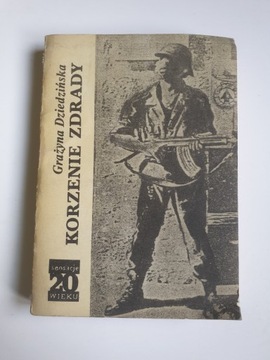 Grażyna Dziedzińska
KORZENIE ZDRADY
sensacje
20
WIEKU